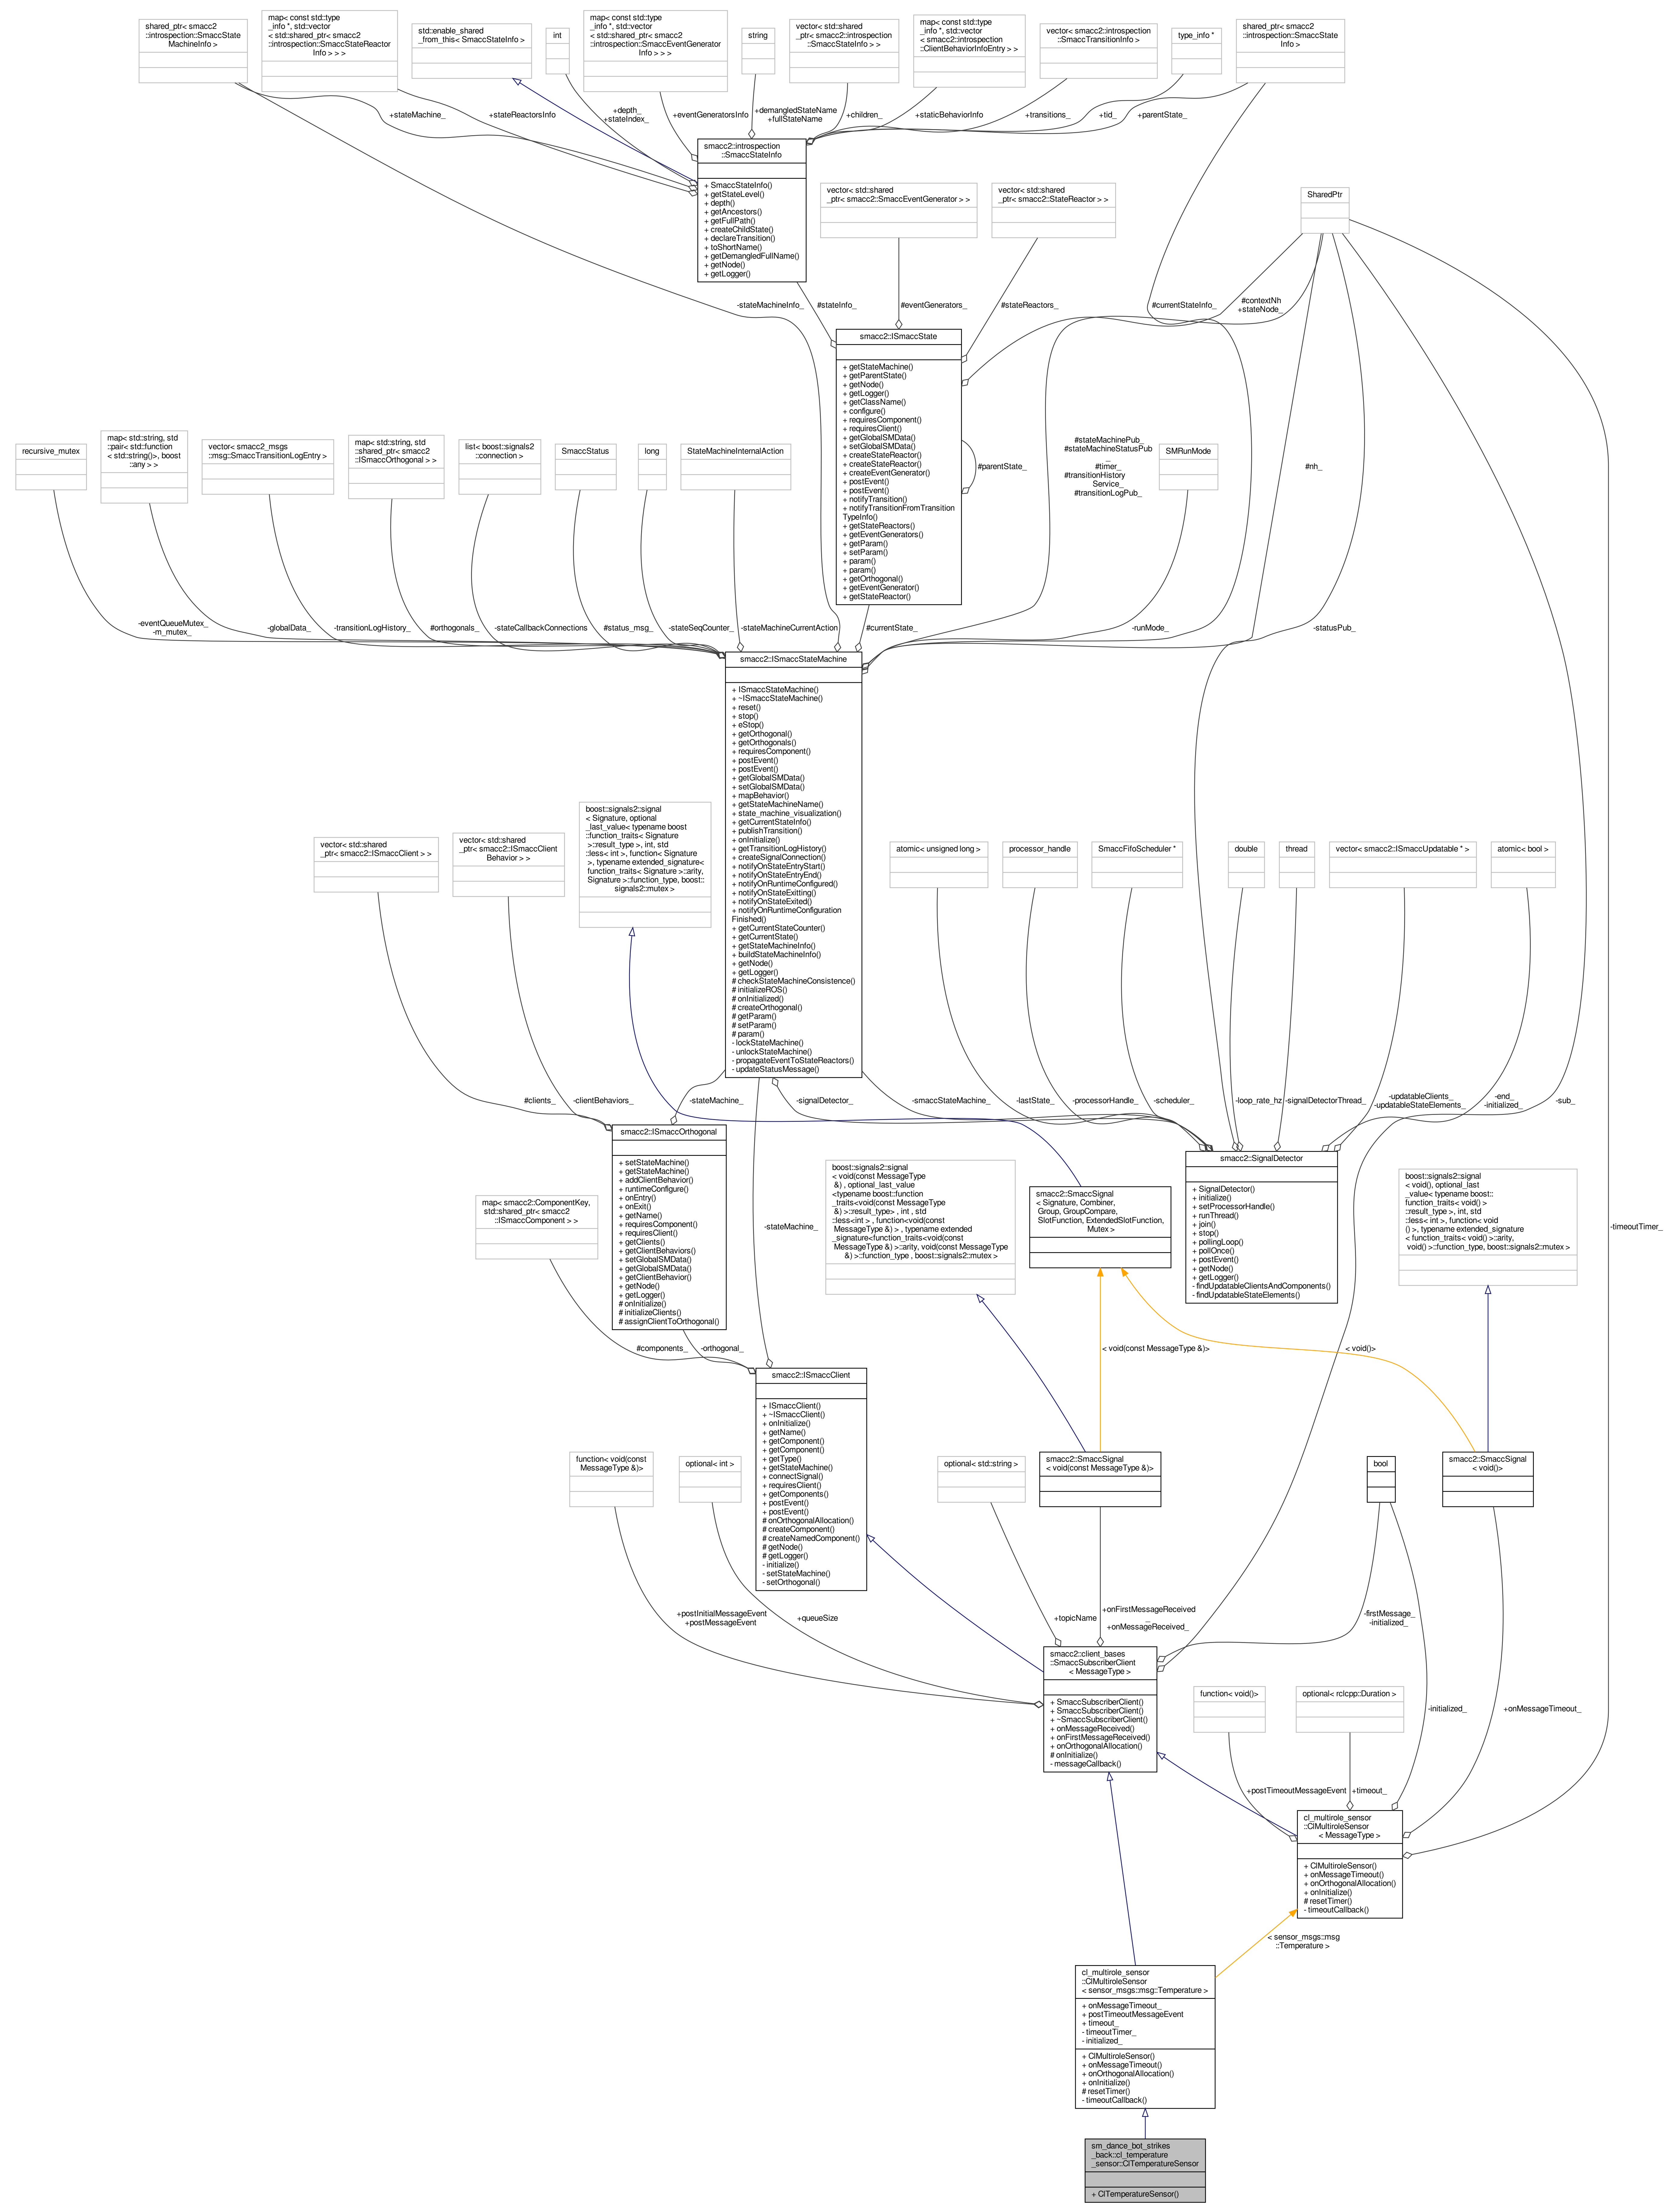 shared_ptr< smacc2
::introspection::SmaccState
MachineInfo >
map< const std::type
_info *, std::vector
< std::shared_ptr< smacc2
::introspection::SmaccStateReactor
Info > > >
std::enable_shared
_from_this< SmaccStateInfo >
int
map< const std::type
_info *, std::vector
< std::shared_ptr< smacc2
::introspection::SmaccEventGenerator
Info > > >
string
vector< std::shared
_ptr< smacc2::introspection
::SmaccStateInfo > >
map< const std::type
_info *, std::vector
< smacc2::introspection
::ClientBehaviorInfoEntry > >
vector< smacc2::introspection
::SmaccTransitionInfo >
type_info *
shared_ptr< smacc2
::introspection::SmaccState
Info >
+stateMachine_
+stateReactorsInfo
+depth_
+stateIndex_
+eventGeneratorsInfo
+demangledStateName
+fullStateName
+children_
+staticBehaviorInfo
+transitions_
+tid_
+parentState_
smacc2::introspection
::SmaccStateInfo
+ SmaccStateInfo()
+ getStateLevel()
+ depth()
+ getAncestors()
+ getFullPath()
+ createChildState()
+ declareTransition()
+ toShortName()
+ getDemangledFullName()
+ getNode()
+ getLogger()
vector< std::shared
_ptr< smacc2::SmaccEventGenerator > >
vector< std::shared
_ptr< smacc2::StateReactor > >
SharedPtr
-stateMachineInfo_
#stateInfo_
#eventGenerators_
#stateReactors_
#currentStateInfo_
#contextNh
+stateNode_
smacc2::ISmaccState
+ getStateMachine()
+ getParentState()
+ getNode()
+ getLogger()
+ getClassName()
+ configure()
+ requiresComponent()
+ requiresClient()
+ getGlobalSMData()
+ setGlobalSMData()
+ createStateReactor()
+ createStateReactor()
+ createEventGenerator()
+ postEvent()
+ postEvent()
+ notifyTransition()
+ notifyTransitionFromTransition
TypeInfo()
+ getStateReactors()
+ getEventGenerators()
+ getParam()
+ setParam()
+ param()
+ param()
+ getOrthogonal()
+ getEventGenerator()
+ getStateReactor()
#parentState_
#stateMachinePub_
#stateMachineStatusPub
_
#timer_
#transitionHistory
Service_
#transitionLogPub_
#nh_
recursive_mutex
map< std::string, std
::pair< std::function
< std::string()>, boost
::any > >
vector< smacc2_msgs
::msg::SmaccTransitionLogEntry >
map< std::string, std
::shared_ptr< smacc2
::ISmaccOrthogonal > >
list< boost::signals2
::connection >
SmaccStatus
long
StateMachineInternalAction
SMRunMode
-eventQueueMutex_
-m_mutex_
-globalData_
-transitionLogHistory_
#orthogonals_
-stateCallbackConnections
#status_msg_
-stateSeqCounter_
-stateMachineCurrentAction
#currentState_
-runMode_
-statusPub_
smacc2::ISmaccStateMachine
+ ISmaccStateMachine()
+ ~ISmaccStateMachine()
+ reset()
+ stop()
+ eStop()
+ getOrthogonal()
+ getOrthogonals()
+ requiresComponent()
+ postEvent()
+ postEvent()
+ getGlobalSMData()
+ setGlobalSMData()
+ mapBehavior()
+ getStateMachineName()
+ state_machine_visualization()
+ getCurrentStateInfo()
+ publishTransition()
+ onInitialize()
+ getTransitionLogHistory()
+ createSignalConnection()
+ notifyOnStateEntryStart()
+ notifyOnStateEntryEnd()
+ notifyOnRuntimeConfigured()
+ notifyOnStateExitting()
+ notifyOnStateExited()
+ notifyOnRuntimeConfiguration
Finished()
+ getCurrentStateCounter()
+ getCurrentState()
+ getStateMachineInfo()
+ buildStateMachineInfo()
+ getNode()
+ getLogger()
# checkStateMachineConsistence()
# initializeROS()
# onInitialized()
# createOrthogonal()
# getParam()
# setParam()
# param()
- lockStateMachine()
- unlockStateMachine()
- propagateEventToStateReactors()
- updateStatusMessage()
vector< std::shared
_ptr< smacc2::ISmaccClient > >
vector< std::shared
_ptr< smacc2::ISmaccClient
Behavior > >
boost::signals2::signal
< Signature, optional
_last_value< typename boost
::function_traits< Signature
>::result_type >, int, std
::less< int >, function< Signature
>, typename extended_signature<
function_traits< Signature >::arity,
Signature >::function_type, boost::
signals2::mutex >
atomic< unsigned long >
processor_handle
SmaccFifoScheduler *
double
thread
vector< smacc2::ISmaccUpdatable * >
atomic< bool >
#clients_
-clientBehaviors_
-stateMachine_
-signalDetector_
-smaccStateMachine_
-lastState_
-processorHandle_
-scheduler_
-loop_rate_hz_
-signalDetectorThread_
-updatableClients_
-updatableStateElements_
-end_
-initialized_
-sub_
smacc2::ISmaccOrthogonal
+ setStateMachine()
+ getStateMachine()
+ addClientBehavior()
+ runtimeConfigure()
+ onEntry()
+ onExit()
+ getName()
+ requiresComponent()
+ requiresClient()
+ getClients()
+ getClientBehaviors()
+ setGlobalSMData()
+ getGlobalSMData()
+ getClientBehavior()
+ getNode()
+ getLogger()
# onInitialize()
# initializeClients()
# assignClientToOrthogonal()
map< smacc2::ComponentKey,
std::shared_ptr< smacc2
::ISmaccComponent > >
boost::signals2::signal
< void(const MessageType
&) , optional_last_value
<typename boost::function
_traits<void(const MessageType
&) >::result_type> , int , std
::less<int > , function<void(const
MessageType &) > , typename extended
_signature<function_traits<void(const
MessageType &) >::arity, void(const MessageType
&) >::function_type , boost::signals2::mutex >
smacc2::SmaccSignal
< Signature, Combiner,
Group, GroupCompare,
SlotFunction, ExtendedSlotFunction,
Mutex >
smacc2::SignalDetector
+ SignalDetector()
+ initialize()
+ setProcessorHandle()
+ runThread()
+ join()
+ stop()
+ pollingLoop()
+ pollOnce()
+ postEvent()
+ getNode()
+ getLogger()
- findUpdatableClientsAndComponents()
- findUpdatableStateElements()
boost::signals2::signal
< void(), optional_last
_value< typename boost::
function_traits< void() >
::result_type >, int, std
::less< int >, function< void
() >, typename extended_signature
< function_traits< void() >::arity,
void() >::function_type, boost::signals2::mutex >
-stateMachine_
-timeoutTimer_
#components_
-orthogonal_
< void(const MessageType &)>
< void()>
smacc2::ISmaccClient
+ ISmaccClient()
+ ~ISmaccClient()
+ onInitialize()
+ getName()
+ getComponent()
+ getComponent()
+ getType()
+ getStateMachine()
+ connectSignal()
+ requiresClient()
+ getComponents()
+ postEvent()
+ postEvent()
# onOrthogonalAllocation()
# createComponent()
# createNamedComponent()
# getNode()
# getLogger()
- initialize()
- setStateMachine()
- setOrthogonal()
function< void(const
MessageType &)>
optional< int >
optional< std::string >
smacc2::SmaccSignal
< void(const MessageType &)>
bool
smacc2::SmaccSignal
< void()>
+postInitialMessageEvent
+postMessageEvent
+queueSize
+topicName
+onFirstMessageReceived
_
+onMessageReceived_
-firstMessage_
-initialized_
smacc2::client_bases
::SmaccSubscriberClient
< MessageType >
+ SmaccSubscriberClient()
+ SmaccSubscriberClient()
+ ~SmaccSubscriberClient()
+ onMessageReceived()
+ onFirstMessageReceived()
+ onOrthogonalAllocation()
# onInitialize()
- messageCallback()
function< void()>
optional< rclcpp::Duration >
-initialized_
+onMessageTimeout_
+postTimeoutMessageEvent
+timeout_
cl_multirole_sensor
::ClMultiroleSensor
< MessageType >
+ ClMultiroleSensor()
+ onMessageTimeout()
+ onOrthogonalAllocation()
+ onInitialize()
# resetTimer()
- timeoutCallback()
< sensor_msgs::msg
::Temperature >
cl_multirole_sensor
::ClMultiroleSensor
< sensor_msgs::msg::Temperature >
+ onMessageTimeout_
+ postTimeoutMessageEvent
+ timeout_
- timeoutTimer_
- initialized_
+ ClMultiroleSensor()
+ onMessageTimeout()
+ onOrthogonalAllocation()
+ onInitialize()
# resetTimer()
- timeoutCallback()
sm_dance_bot_strikes
_back::cl_temperature
_sensor::ClTemperatureSensor
+ ClTemperatureSensor()